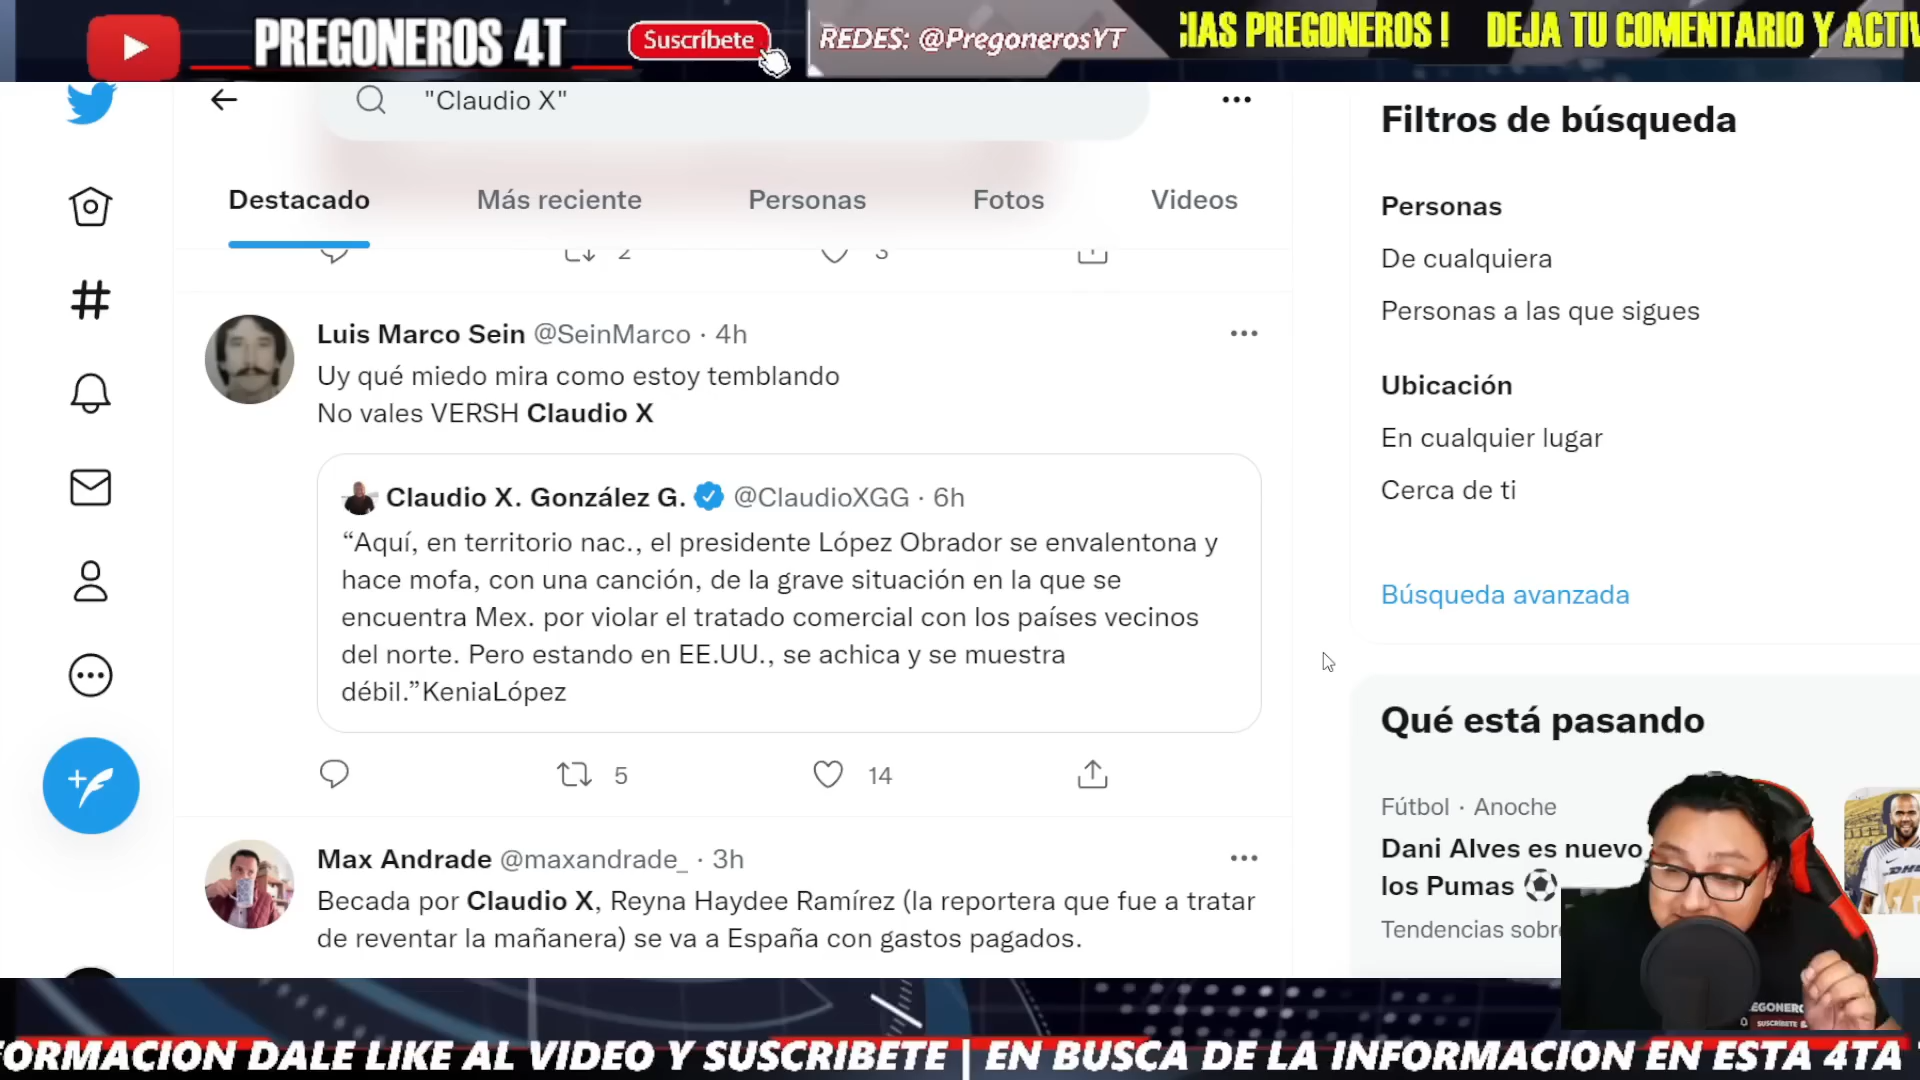 PREGONEROS 4T
Suscríbete
REDES: @PregonerosYT
PREGONEROS ! DEJA TU COMENTARIO Y
"Claudio X"
Destacado
Más reciente
Personas
Fotos
Videos
2
3
Luis Marco Sein @SeinMarco · 4h
Uy qué miedo mira como estoy temblando
No vales VERSH Claudio X
Claudio X. González G. @ClaudioXGG · 6h
“Aquí, en territorio nac., el presidente López Obrador se envalentona y
hace mofa, con una canción, de la grave situación en la que se
encuentra Mex. por violar el tratado comercial con los países vecinos
del norte. Pero estando en EE.UU., se achica y se muestra
débil.”KeniaLópez
5
14
Max Andrade @maxandrade_ · 3h
Becada por Claudio X, Reyna Haydee Ramírez (la reportera que fue a tratar
de reventar la mañanera) se va a España con gastos pagados.
Filtros de búsqueda
Personas
De cualquiera
Personas a las que sigues
Ubicación
En cualquier lugar
Cerca de ti
Búsqueda avanzada
Qué está pasando
Fútbol · Anoche
Dani Alves es nuevo
los Pumas
Tendencias
SUSCRIBETE
DALE LIKE AL VIDEO Y SUSCRIBETE | EN BUSCA DE LA INFORMACION EN ESTA 4TA